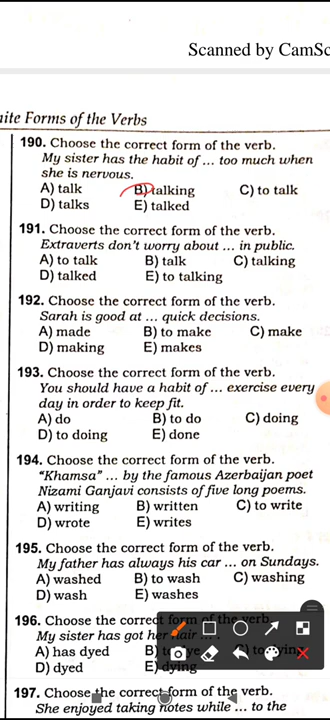 Scanned by CamSc
nite Forms of the Verbs
190. Choose the correct form of the verb.
My sister has the habit of ... too much when
she is nervous.
A) talk B) talking C) to talk
D) talks E) talked
191. Choose the correct form of the verb.
Extraverts don't worry about ... in public.
A) to talk B) talk C) talking
D) talked E) to talking
192. Choose the correct form of the verb.
Sarah is good at ... quick decisions.
A) made B) to make C) make
D) making E) makes
193. Choose the correct form of the verb.
You should have a habit of ... exercise every
day in order to keep fit.
A) do B) to do C) doing
D) to doing E) done
194. Choose the correct form of the verb.
"Khamsa" ... by the famous Azerbaijan poet
Nizami Ganjavi consists of five long poems.
A) writing B) written C) to write
D) wrote E) writes
195. Choose the correct form of the verb.
My father has always his car ... on Sundays.
A) washed B) to wash C) washing
D) wash E) washes
196. Choose the correct form of the verb.
My sister has got her hair ... .
A) has dyed B) to dye C) to dying
D) dyed E) dying
197. Choose the correct form of the verb.
She enjoyed taking notes while ... to the